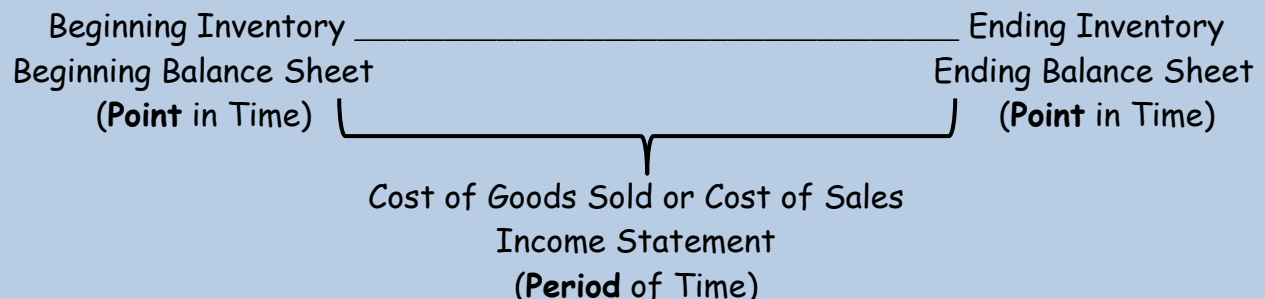 Beginning Inventory __________________________________ Ending Inventory
Beginning Balance Sheet Ending Balance Sheet
(Point in Time) (Point in Time)
Cost of Goods Sold or Cost of Sales
Income Statement
(Period of Time)